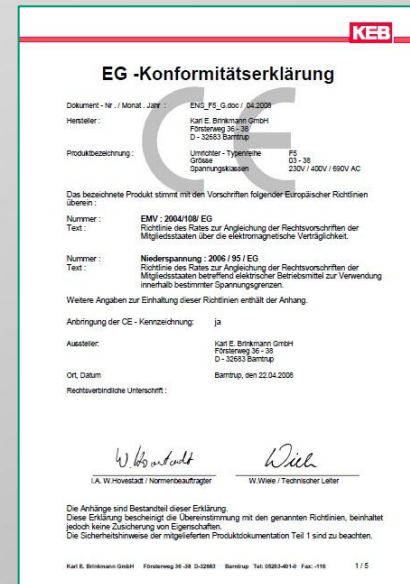 KEB
EG -Konformitätserklärung
Dokument - Nr . / Monat . Jahr : ENS_F5_G.doc / 04.2008
Hersteller : Karl E. Brinkmann GmbH
Försterweg 36 - 38
D - 32683 Barntrup
Produktbezeichnung : Umrichter - Typenreihe F5
Grösse 03 - 38
Spannungsklassen 230V / 400V / 690V AC
CE
Das bezeichnete Produkt stimmt mit den Vorschriften folgender Europäischer Richtlinien
überein :
Nummer : EMV : 2004/108/ EG
Text : Richtlinie des Rates zur Angleichung der Rechtsvorschriften der
Mitgliedsstaaten über die elektromagnetische Verträglichkeit.
Nummer : Niederspannung : 2006 / 95 / EG
Text : Richtlinie des Rates zur Angleichung der Rechtsvorschriften der
Mitgliedsstaaten betreffend elektrischer Betriebsmittel zur Verwendung
innerhalb bestimmter Spannungsgrenzen.
Weitere Angaben zur Einhaltung dieser Richtlinien enthält der Anhang.
Anbringung der CE - Kennzeichnung: ja
Aussteller: Karl E. Brinkmann GmbH
Försterweg 36 - 38
D - 32683 Barntrup
Ort, Datum Barntrup, den 22.04.2008
Rechtsverbindliche Unterschrift :
W. Hovestadt Wiele
i.A. W.Hovestadt / Normenbeauftragter W.Wiele / Technischer Leiter
Die Anhänge sind Bestandteil dieser Erklärung.
Diese Erklärung bescheinigt die Übereinstimmung mit den genannten Richtlinien, beinhaltet
jedoch keine Zusicherung von Eigenschaften.
Die Sicherheitshinweise der mitgelieferten Produktdokumentation Teil 1 sind zu beachten.
Karl E. Brinkmann GmbH Försterweg 36 -38 D-32683 Barntrup Tel: 05263-401-0 Fax: -116 1 / 5